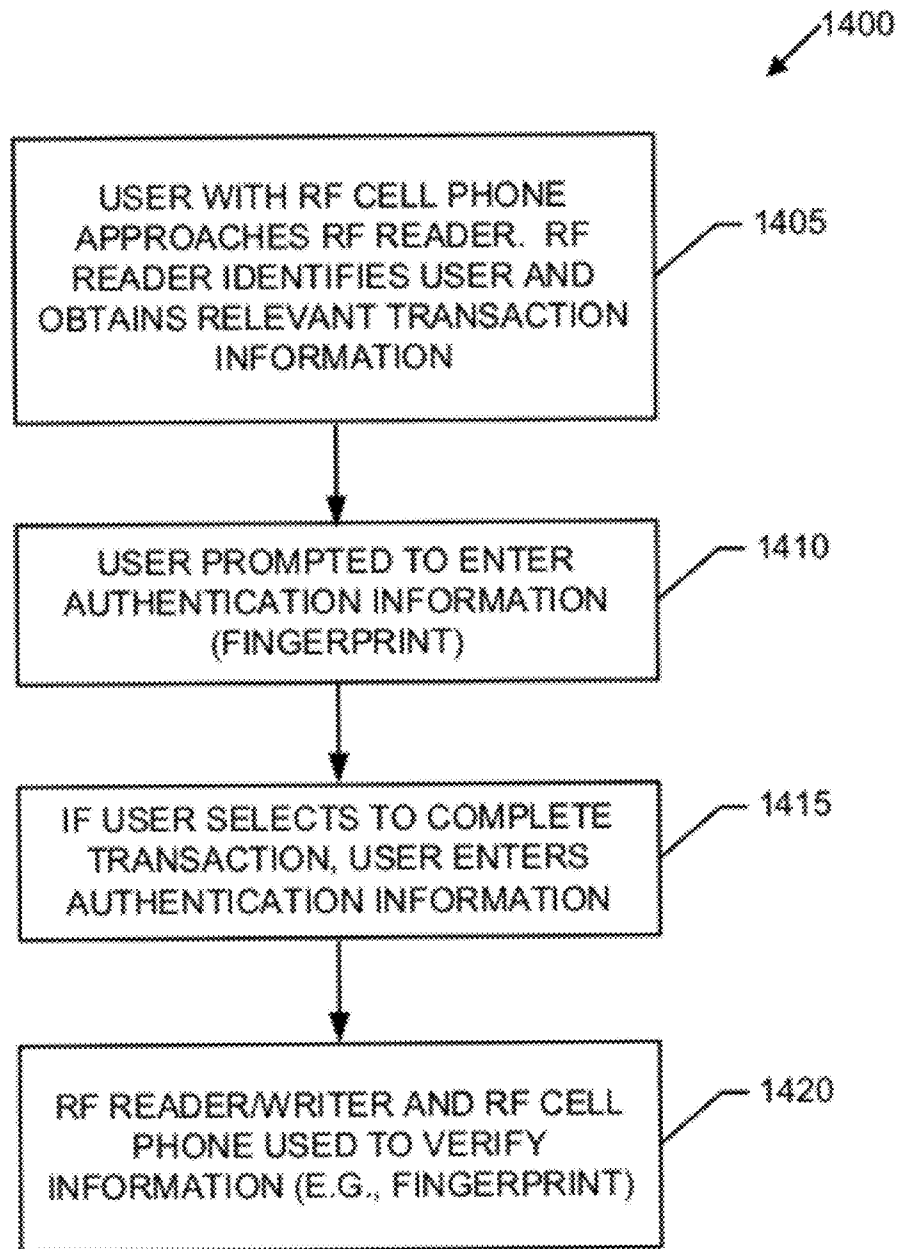 1400
USER WITH RF CELL PHONE
APPROACHES RF READER. RF
READER IDENTIFIES USER AND
OBTAINS RELEVANT TRANSACTION
INFORMATION
1405
USER PROMPTED TO ENTER
AUTHENTICATION INFORMATION
(FINGERPRINT)
1410
IF USER SELECTS TO COMPLETE
TRANSACTION, USER ENTERS
AUTHENTICATION INFORMATION
1415
RF READER/WRITER AND RF CELL
PHONE USED TO VERIFY
INFORMATION (E.G., FINGERPRINT)
1420